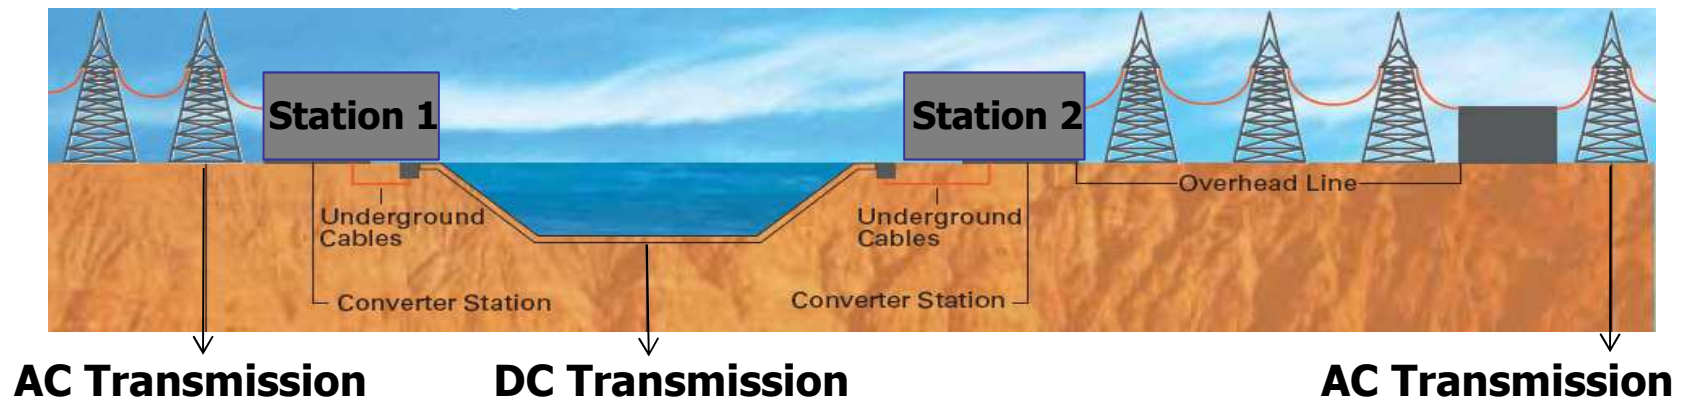 Station 1
Station 2
Overhead Line
Underground
Cables
Underground
Cables
Converter Station
Converter Station
AC Transmission
DC Transmission
AC Transmission